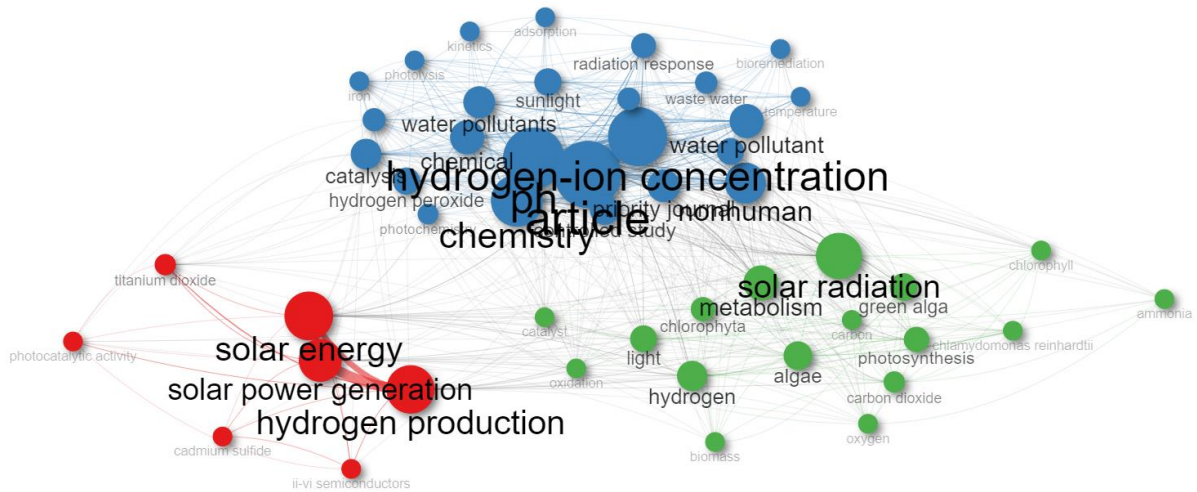 adsorption
kinetics
radiation response
bioremediation
photolysis
iron
sunlight
waste water
temperature
water pollutants
water pollutant
chemical
catalysis
hydrogen-ion concentration
hydrogen peroxide
ph
priority journal
nonhuman
article
photochemistry
controlled study
chemistry
chlorophyll
titanium dioxide
solar radiation
metabolism
green alga
ammonia
chlorophyta
carbon
catalyst
chlamydomonas reinhardtii
solar energy
photocatalytic activity
light
photosynthesis
algae
oxidation
solar power generation
hydrogen
carbon dioxide
hydrogen production
oxygen
cadmium sulfide
biomass
ii-vi semiconductors